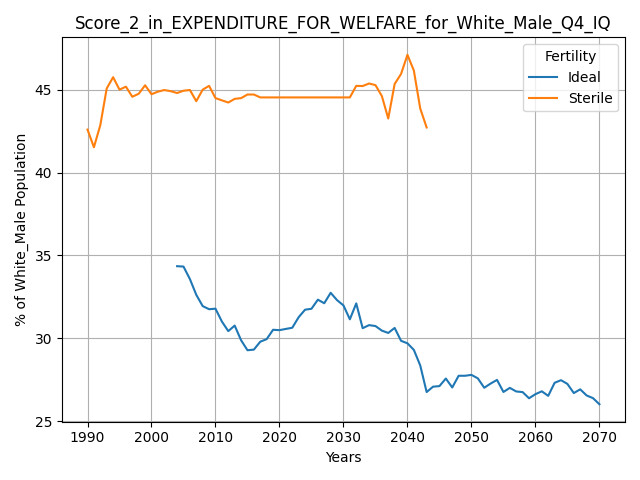 Score_2_in_EXPENDITURE_FOR_WELFARE_for_White_Male_Q4_IQ
Fertility
Ideal
Sterile
% of White_Male Population
45
40
35
30
25
1990
2000
2010
2020
2030
2040
2050
2060
2070
Years